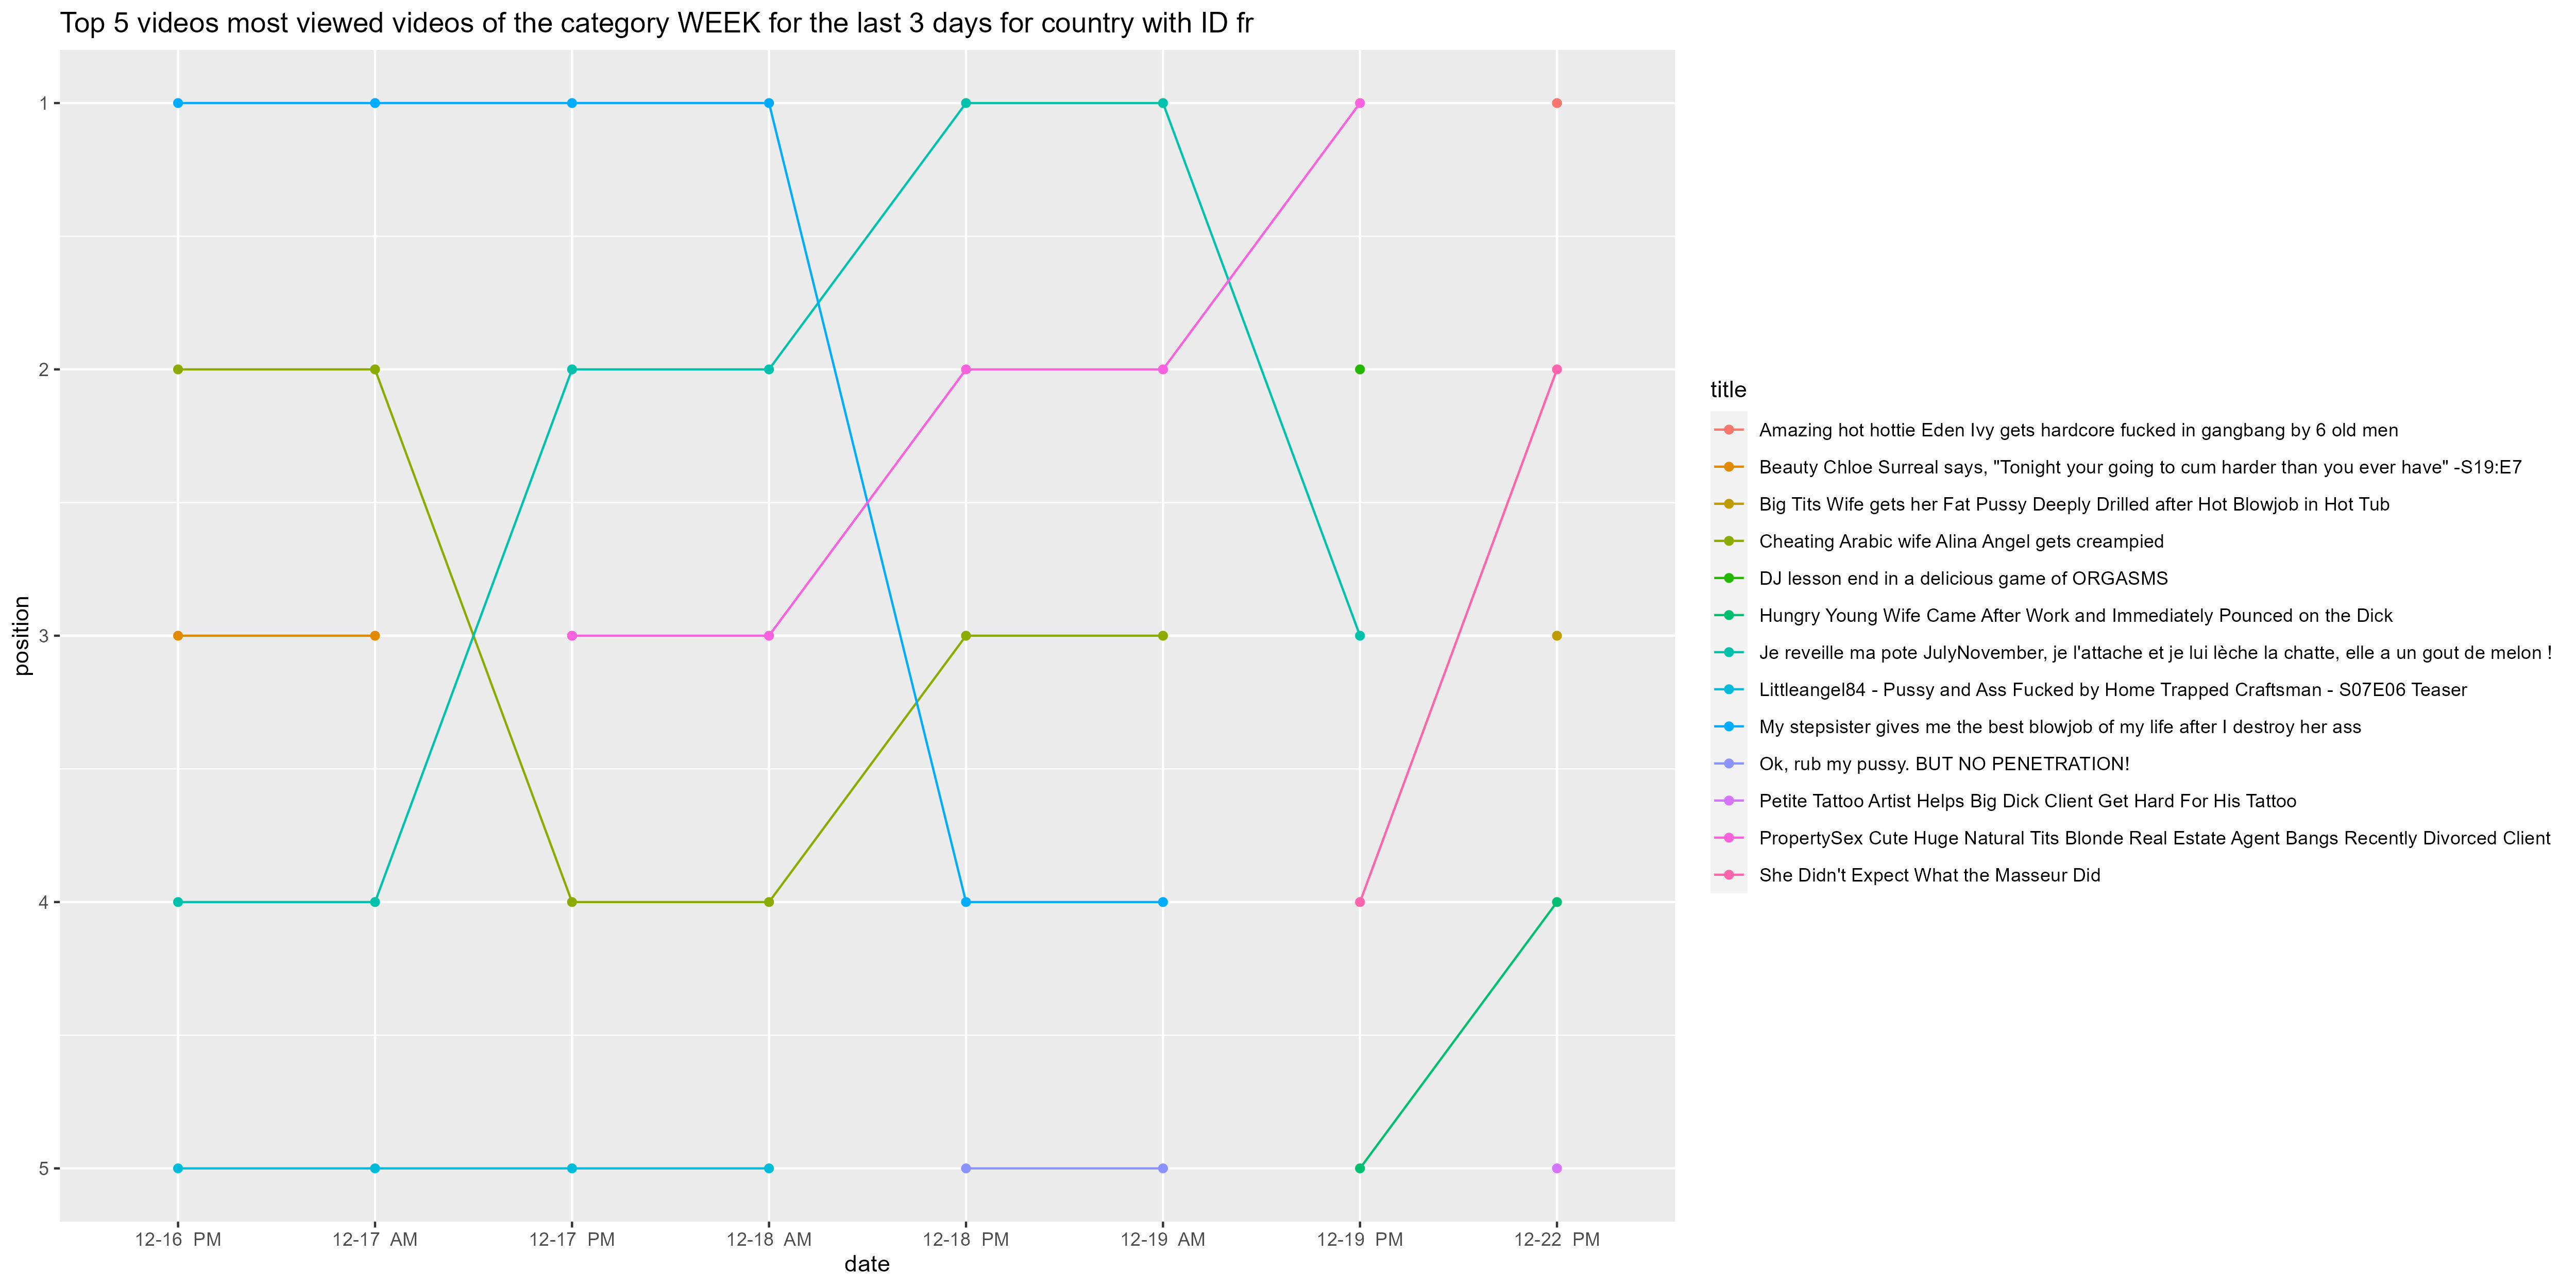 Top 5 videos most viewed videos of the category WEEK for the last 3 days for country with ID fr
1
2
3
4
5
position
12-16 PM
12-17 AM
12-17 PM
12-18 AM
12-18 PM
12-19 AM
12-19 PM
12-22 PM
date
title
Amazing hot hottie Eden Ivy gets hardcore fucked in gangbang by 6 old men
Beauty Chloe Surreal says, "Tonight your going to cum harder than you ever have" -S19:E7
Big Tits Wife gets her Fat Pussy Deeply Drilled after Hot Blowjob in Hot Tub
Cheating Arabic wife Alina Angel gets creampied
DJ lesson end in a delicious game of ORGASMS
Hungry Young Wife Came After Work and Immediately Pounced on the Dick
Je reveille ma pote JulyNovember, je l'attache et je lui lèche la chatte, elle a un gout de melon !
Littleangel84 - Pussy and Ass Fucked by Home Trapped Craftsman - S07E06 Teaser
My stepsister gives me the best blowjob of my life after I destroy her ass
Ok, rub my pussy. BUT NO PENETRATION!
Petite Tattoo Artist Helps Big Dick Client Get Hard For His Tattoo
PropertySex Cute Huge Natural Tits Blonde Real Estate Agent Bangs Recently Divorced Client
She Didn't Expect What the Masseur Did